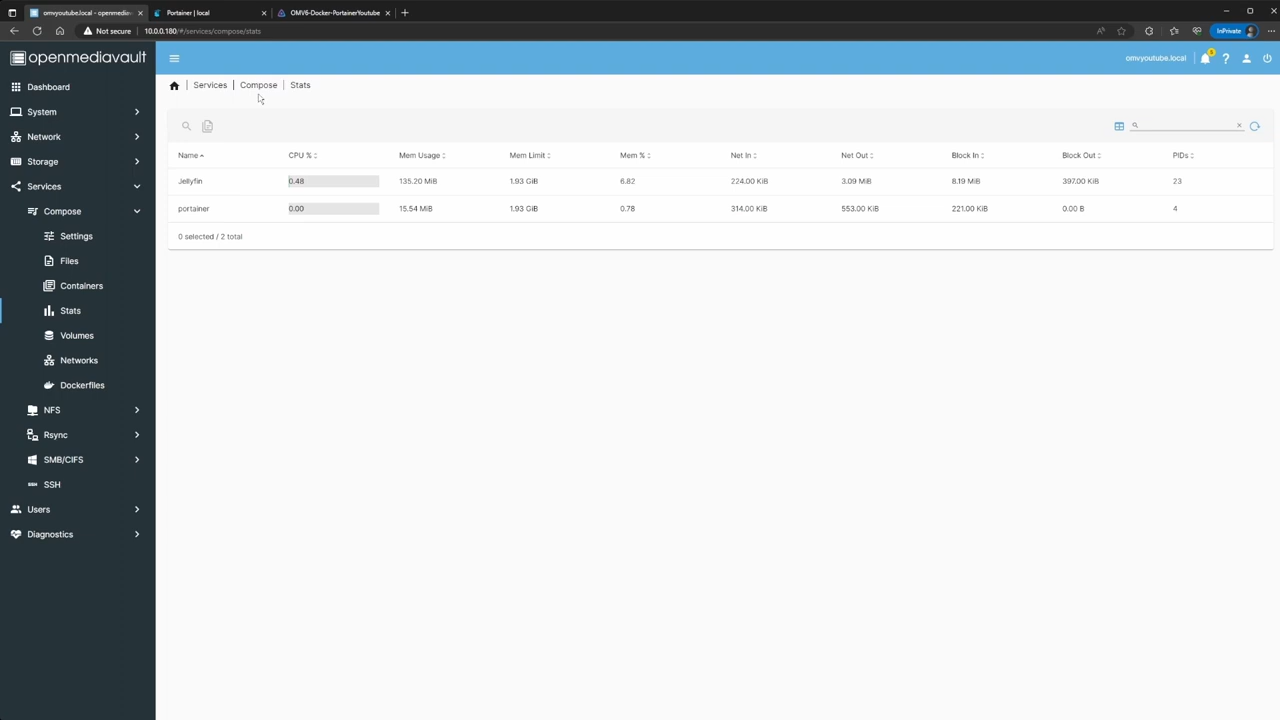 omvyoutube.local - openmediav
Portainer | local
OMV6-Docker-PortainerYoutube
Not secure
10.0.0.180/#/services/compose/stats
InPrivate
openmediavault
omvyoutube.local
Services | Compose | Stats
Dashboard
System
Network
Storage
Services
Compose
Settings
Files
Containers
Stats
Volumes
Networks
Dockerfiles
NFS
Rsync
SMB/CIFS
SSH
Users
Diagnostics
Name CPU % Mem Usage Mem Limit Mem % Net In Net Out Block In Block Out PIDs
Jellyfin 0.48 135.20 MiB 1.93 GiB 6.82 224.00 KiB 3.09 MiB 8.19 MiB 397.00 KiB 23
portainer 0.00 15.54 MiB 1.93 GiB 0.78 314.00 KiB 553.00 KiB 221.00 KiB 0.00 B 4
0 selected / 2 total